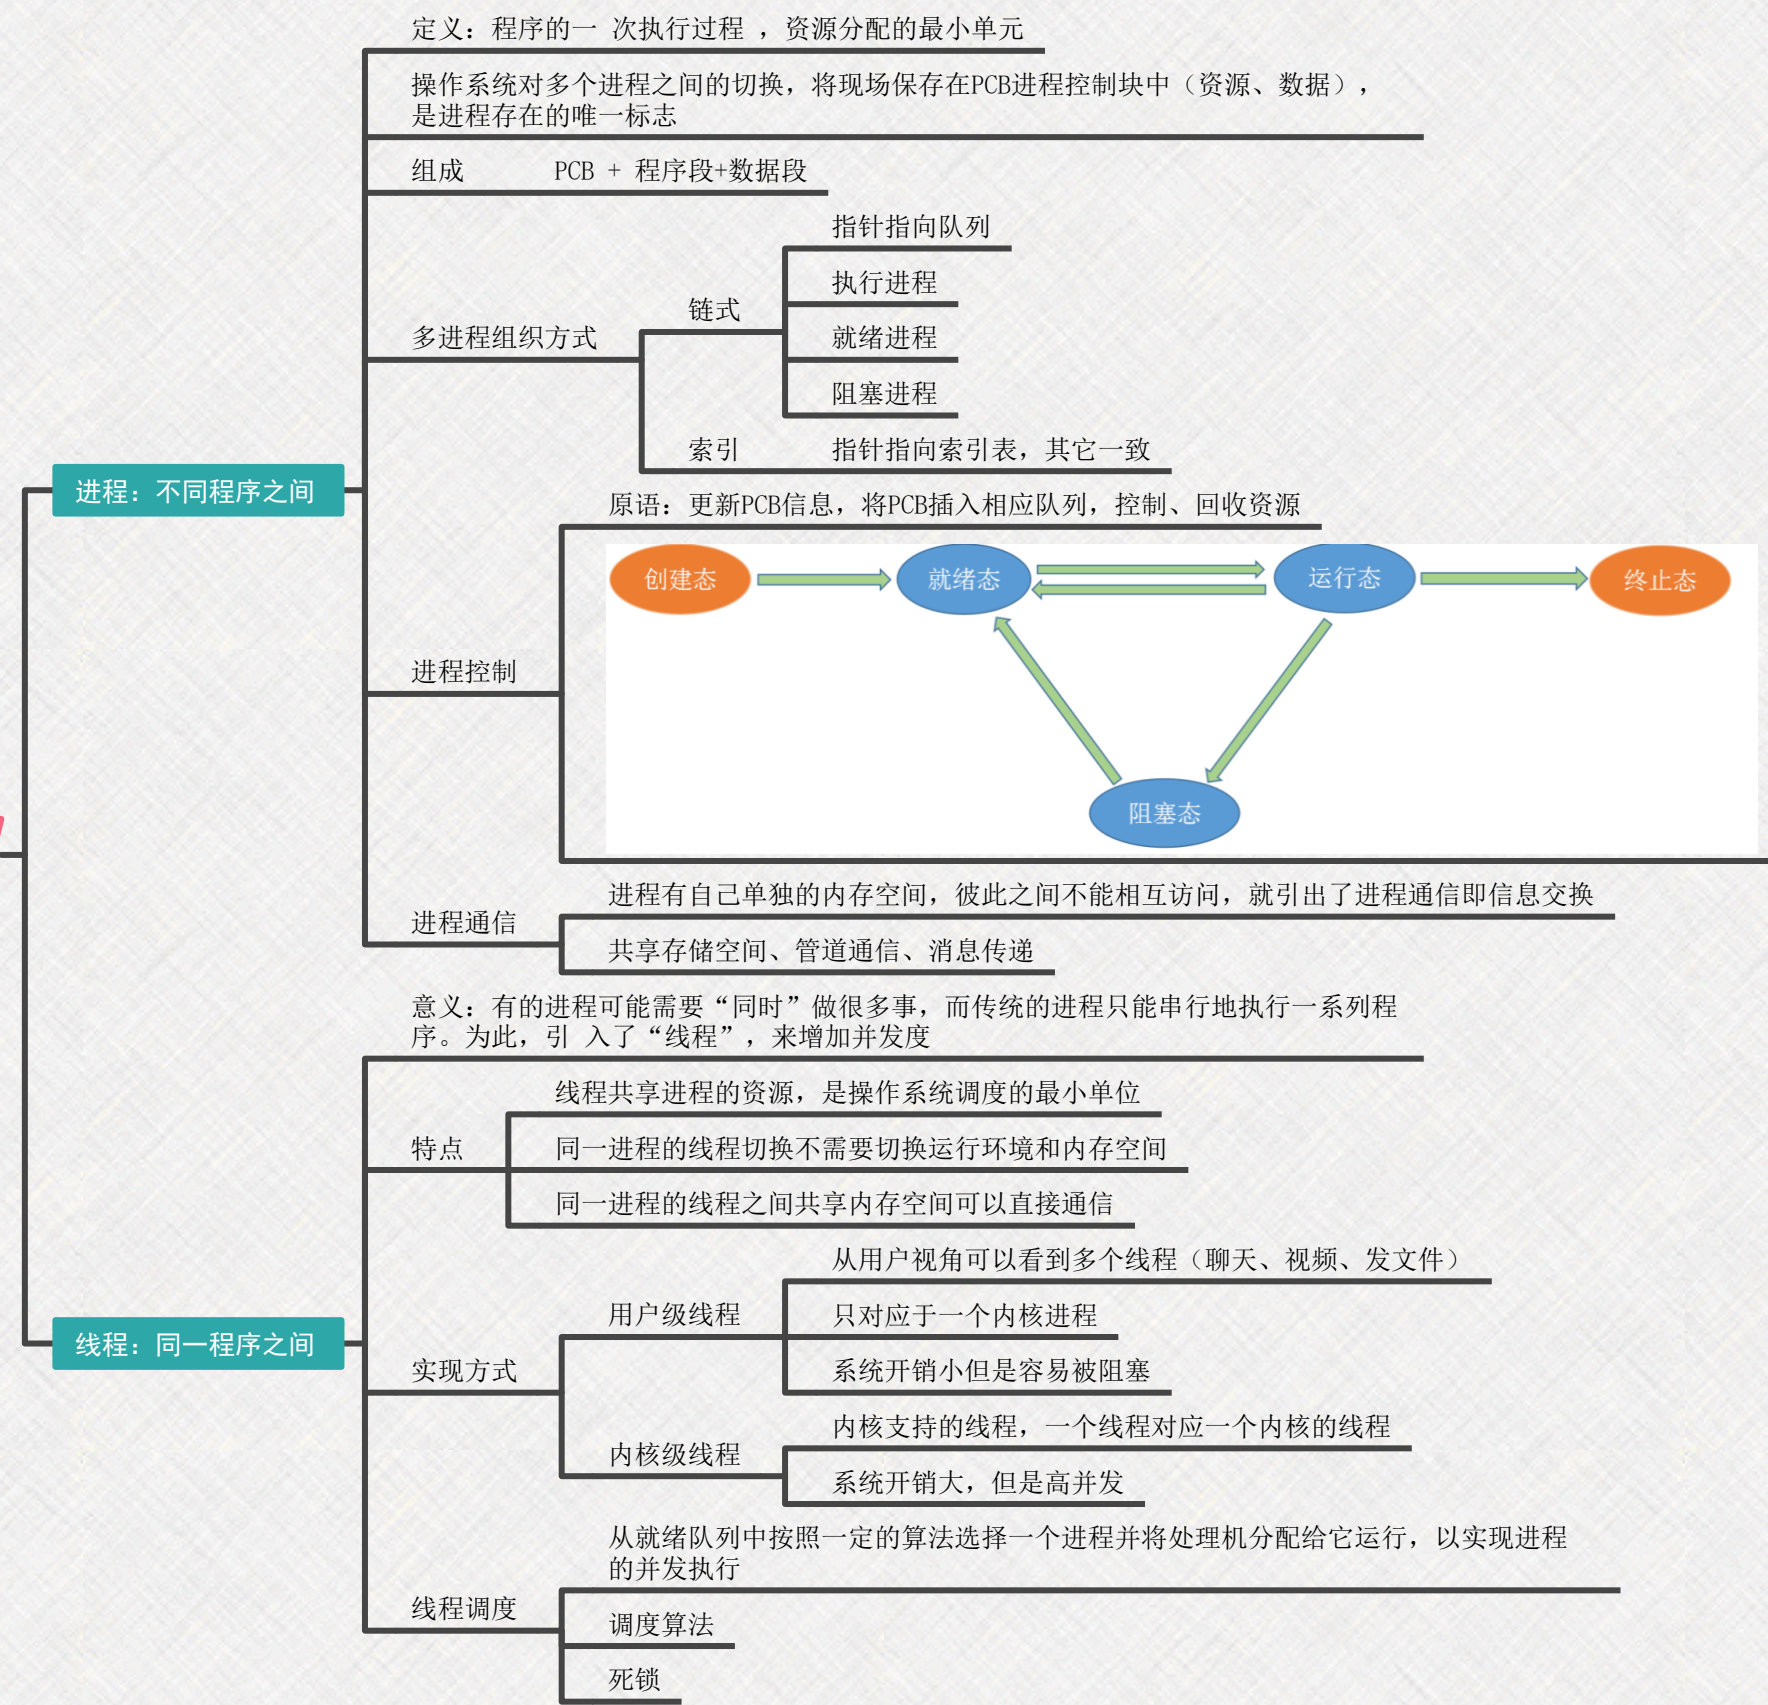 定义：程序的一 次执行过程 ，资源分配的最小单元
操作系统对多个进程之间的切换，将现场保存在PCB进程控制块中（资源、数据），
是进程存在的唯一标志
组成 PCB + 程序段+数据段
指针指向队列
执行进程
链式
就绪进程
多进程组织方式
阻塞进程
索引 指针指向索引表，其它一致
进程：不同程序之间
原语：更新PCB信息，将PCB插入相应队列，控制、回收资源
创建态 就绪态 运行态 终止态
进程控制
阻塞态
进程有自己单独的内存空间，彼此之间不能相互访问，就引出了进程通信即信息交换
进程通信
共享存储空间、管道通信、消息传递
意义：有的进程可能需要“同时”做很多事，而传统的进程只能串行地执行一系列程
序。为此，引 入了“线程”，来增加并发度
线程共享进程的资源，是操作系统调度的最小单位
特点 同一进程的线程切换不需要切换运行环境和内存空间
同一进程的线程之间共享内存空间可以直接通信
从用户视角可以看到多个线程（聊天、视频、发文件）
用户级线程 只对应于一个内核进程
线程：同一程序之间
实现方式 系统开销小但是容易被阻塞
内核支持的线程，一个线程对应一个内核的线程
内核级线程
系统开销大，但是高并发
从就绪队列中按照一定的算法选择一个进程并将处理机分配给它运行，以实现进程
的并发执行
线程调度
调度算法
死锁